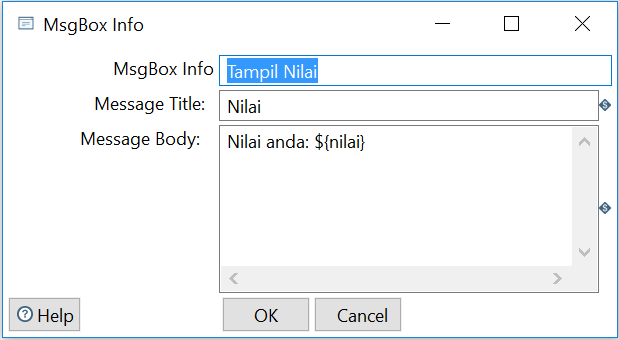 MsgBox Info
MsgBox Info Tampil Nilai
Message Title: Nilai
Message Body: Nilai anda: ${nilai}
Help OK Cancel